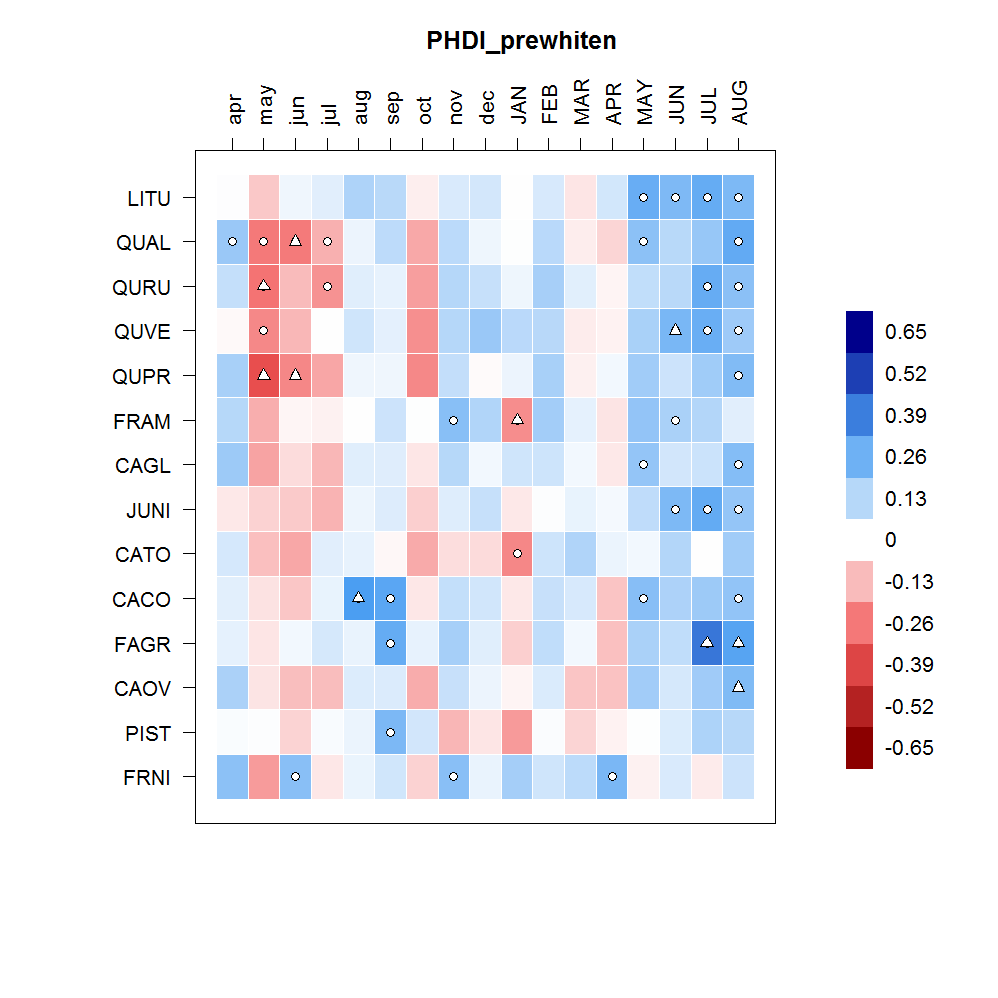 PHDI_prewhiten
apr may jun jul aug sep oct nov dec JAN FEB MAR APR MAY JUN JUL AUG
LITU
QUAL
QURU
QUVE
QUPR
FRAM
CAGL
JUNI
CATO
CACO
FAGR
CAOV
PIST
FRNI
0.65
0.52
0.39
0.26
0.13
0
-0.13
-0.26
-0.39
-0.52
-0.65